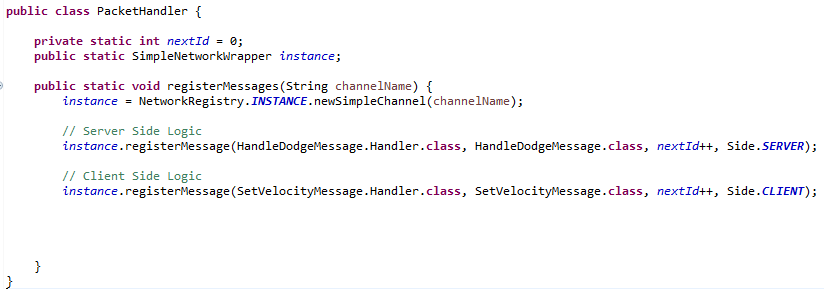 public class PacketHandler {
private static int nextId = 0;
public static SimpleNetworkWrapper instance;
public static void registerMessages(String channelName) {
instance = NetworkRegistry.INSTANCE.newSimpleChannel(channelName);
// Server Side Logic
instance.registerMessage(HandleDodgeMessage.Handler.class, HandleDodgeMessage.class, nextId++, Side.SERVER);
// Client Side Logic
instance.registerMessage(SetVelocityMessage.Handler.class, SetVelocityMessage.class, nextId++, Side.CLIENT);
}
}